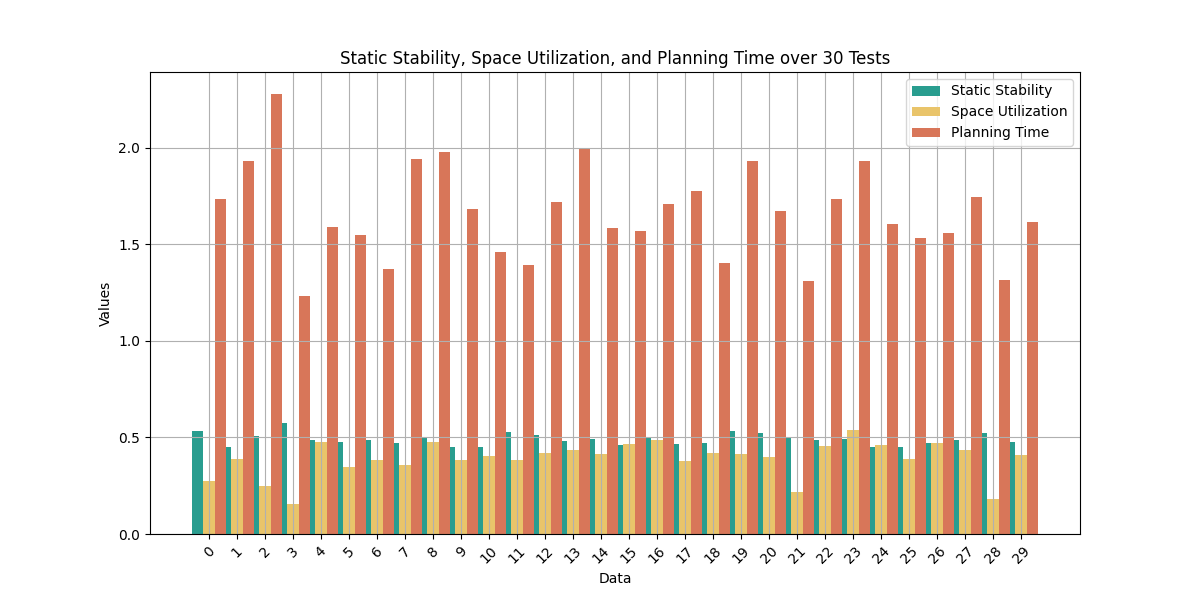 Static Stability, Space Utilization, and Planning Time over 30 Tests
Static Stability
Space Utilization
Planning Time
2.0
1.5
1.0
0.5
0.0
Values
0 1 2 3 4 5 6 7 8 9 10 11 12 13 14 15 16 17 18 19 20 21 22 23 24 25 26 27 28 29
Data